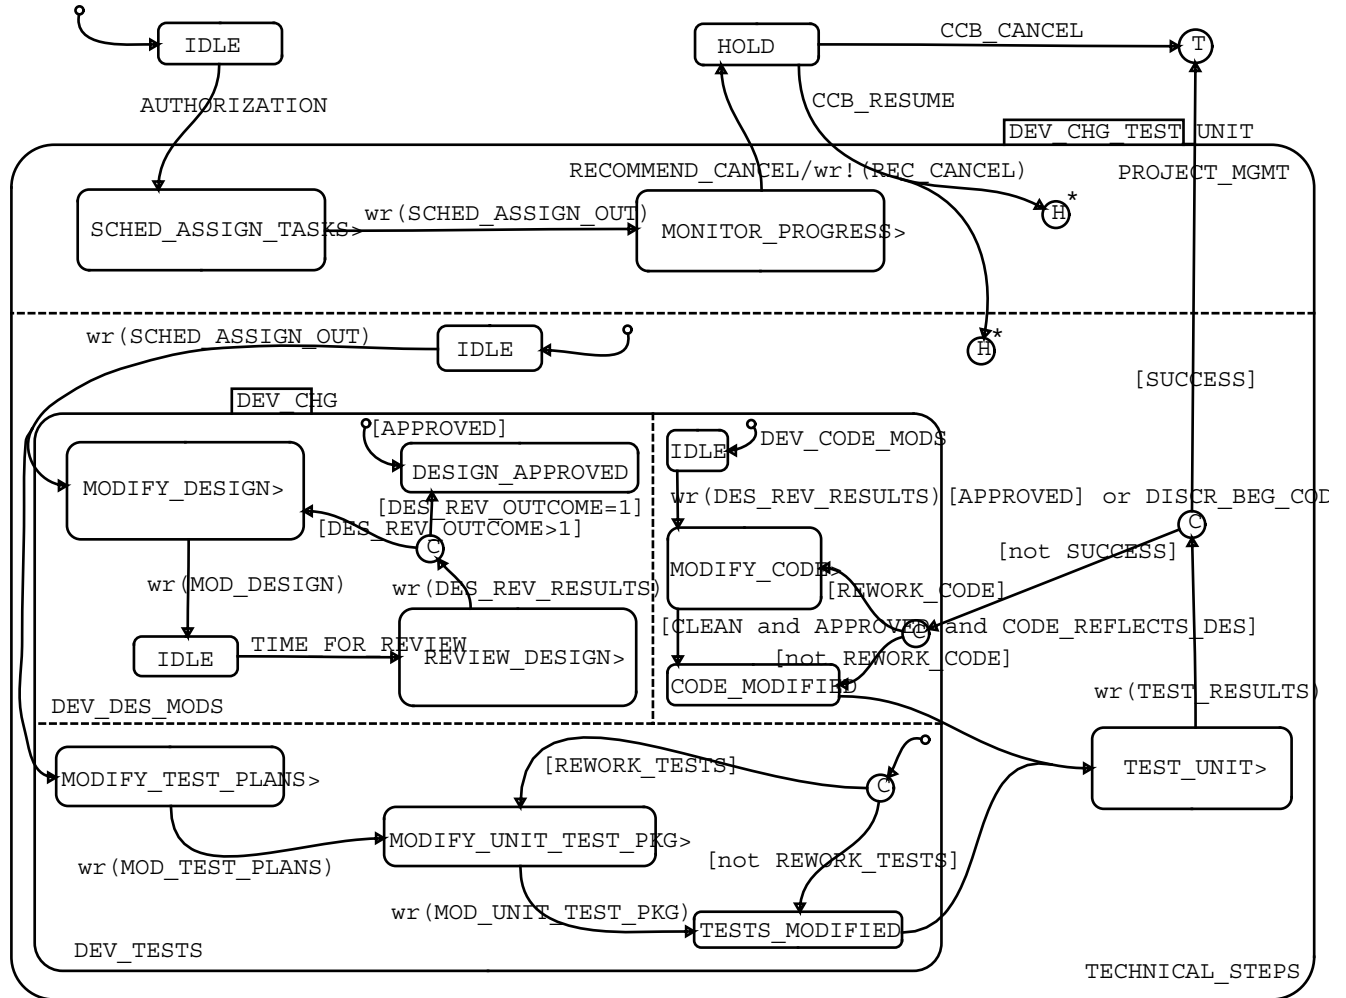 IDLE
HOLD
CCB_CANCEL
T
AUTHORIZATION
CCB_RESUME
DEV_CHG_TEST_UNIT
RECOMMEND_CANCEL/wr!(REC_CANCEL)
PROJECT_MGMT
SCHED_ASSIGN_TASKS>
wr(SCHED_ASSIGN_OUT)
MONITOR_PROGRESS>
H*
wr(SCHED_ASSIGN_OUT)
IDLE
H*
[SUCCESS]
DEV_CHG
[APPROVED]
DEV_CODE_MODS
IDLE
DESIGN_APPROVED
MODIFY_DESIGN>
wr(DES_REV_RESULTS)[APPROVED] or DISCR_BEG_COD
[DES_REV_OUTCOME=1]
[DES_REV_OUTCOME>1]
C
C
[not SUCCESS]
MODIFY_CODE>
wr(MOD_DESIGN)
wr(DES_REV_RESULTS)
[REWORK_CODE]
[CLEAN and APPROVED and CODE_REFLECTS_DES]
C
TIME FOR REVIEW
IDLE
REVIEW_DESIGN>
[not REWORK_CODE]
CODE_MODIFIED
wr(TEST_RESULTS)
DEV_DES_MODS
[REWORK_TESTS]
TEST_UNIT>
MODIFY_TEST_PLANS>
C
MODIFY_UNIT_TEST_PKG>
[not REWORK_TESTS]
wr(MOD_TEST_PLANS)
wr(MOD_UNIT_TEST_PKG)
TESTS_MODIFIED
DEV_TESTS
TECHNICAL_STEPS